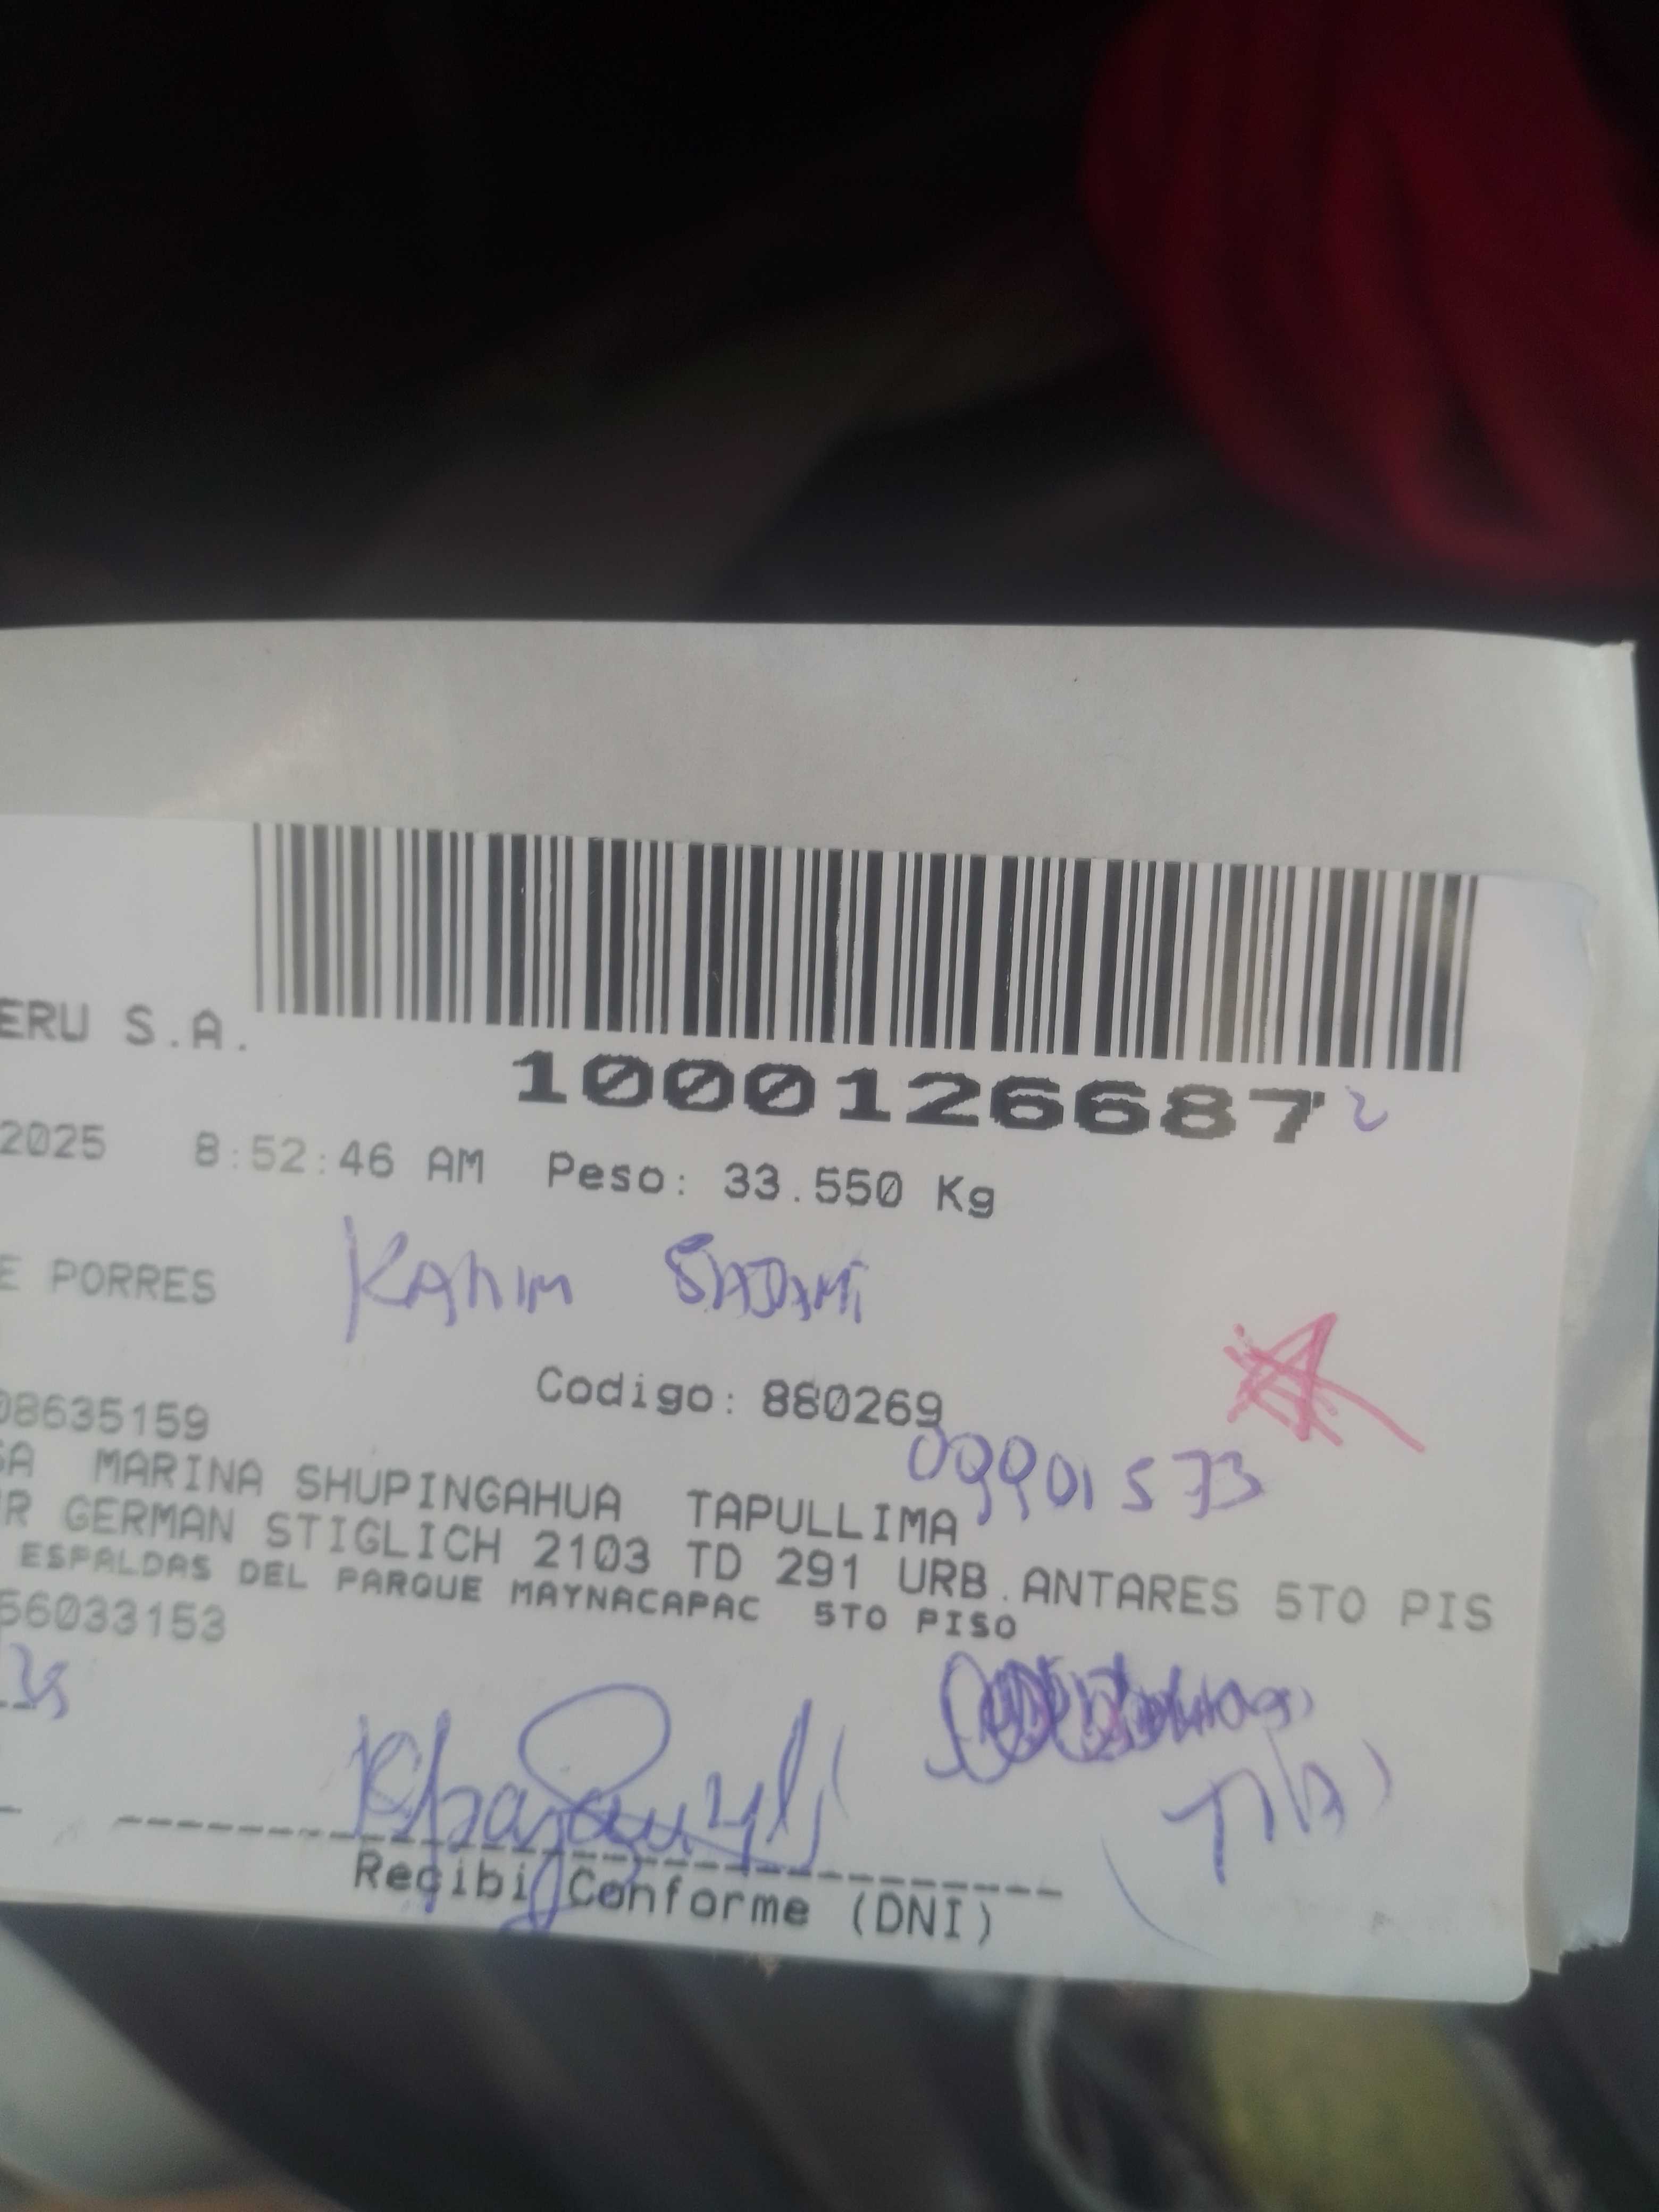 ERU S.A.
1000126687
2025 8:52:46 AM Peso: 33.550 Kg
E PORRES
Codigo: 880269
08635159
09901573
SA MARINA SHUPINGAHUA TAPULLIMA
R GERMAN STIGLICH 2103 TD 291 URB.ANTARES 5TO PIS
ESPALDAS DEL PARQUE MAYNACAPAC 5TO PISO
56033153
Recibi Conforme (DNI)